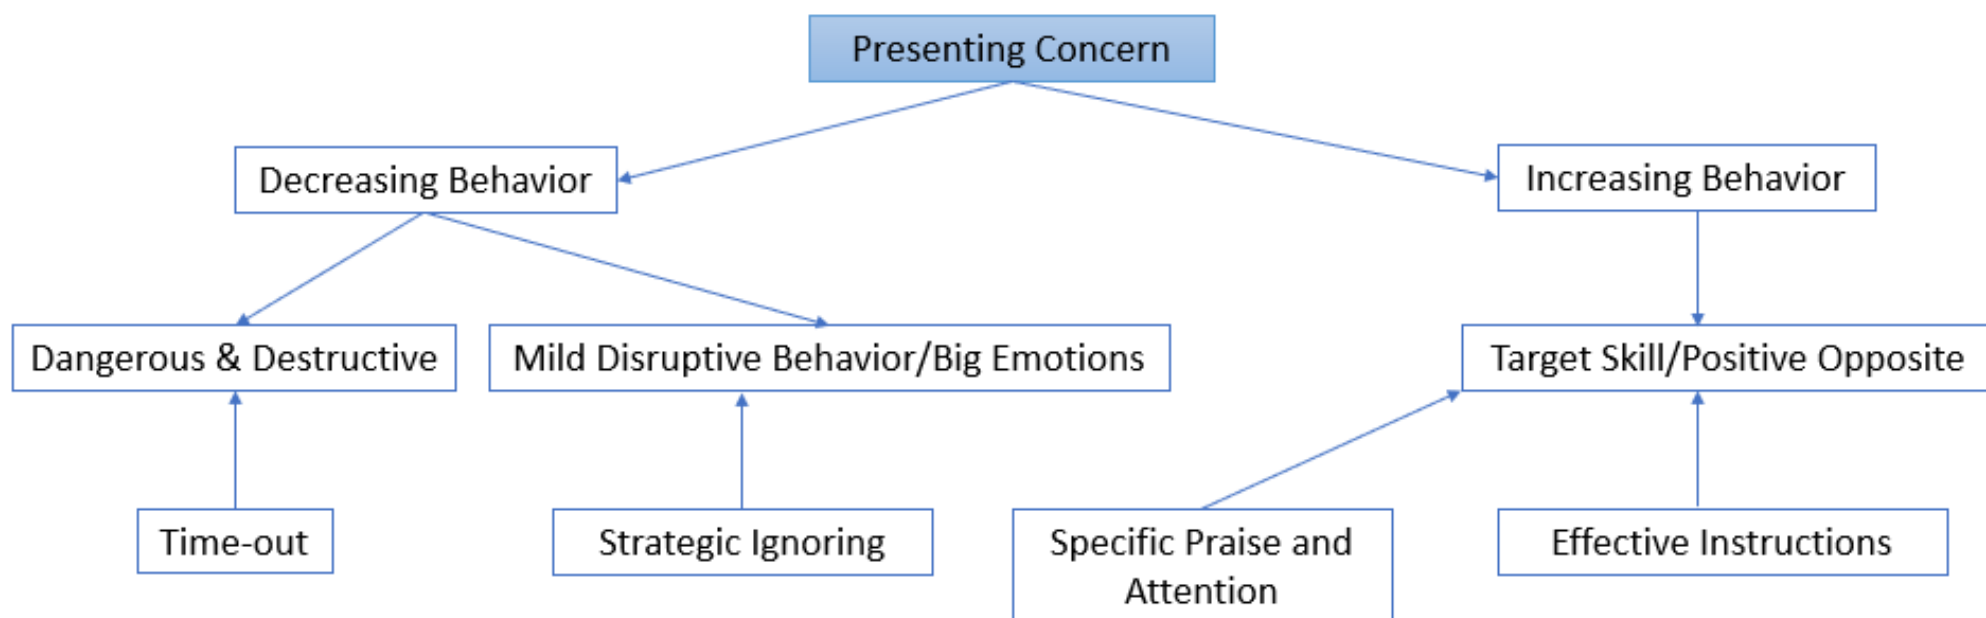 Presenting Concern
Decreasing Behavior
Increasing Behavior
Dangerous & Destructive
Mild Disruptive Behavior/Big Emotions
Target Skill/Positive Opposite
Time-out
Strategic Ignoring
Specific Praise and
Attention
Effective Instructions